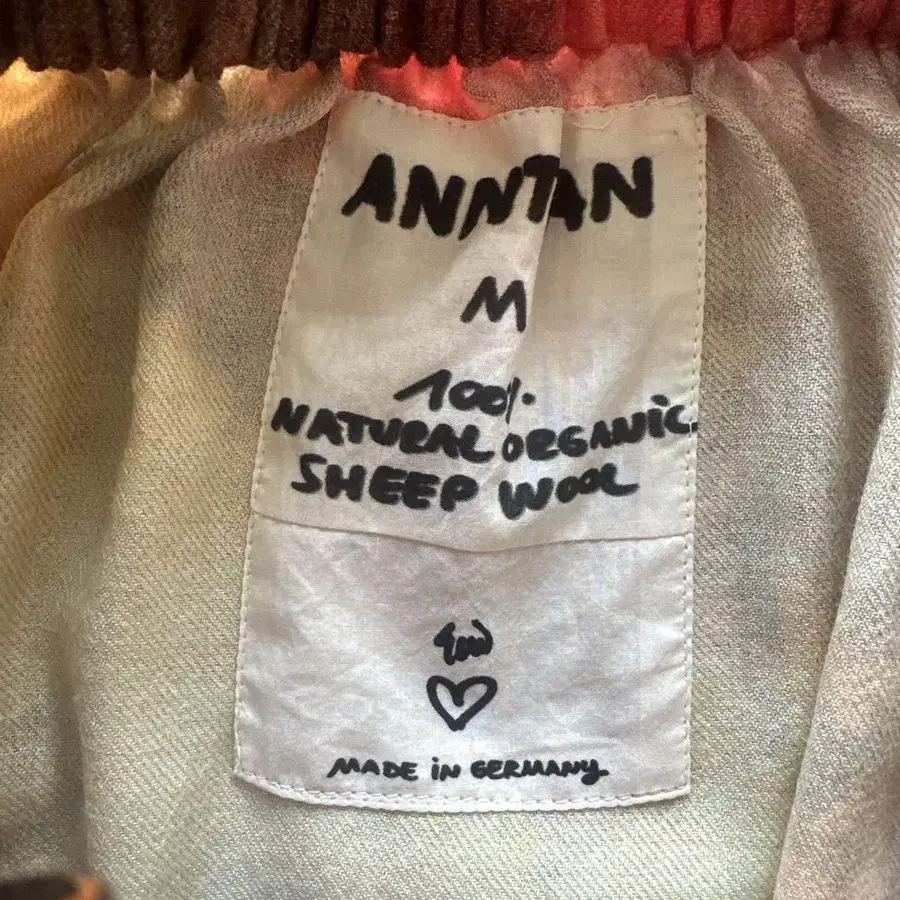 ANNTAN
M
100%
NATURAL ORGANIC
SHEEP WOOL
MADE iN GERMANY